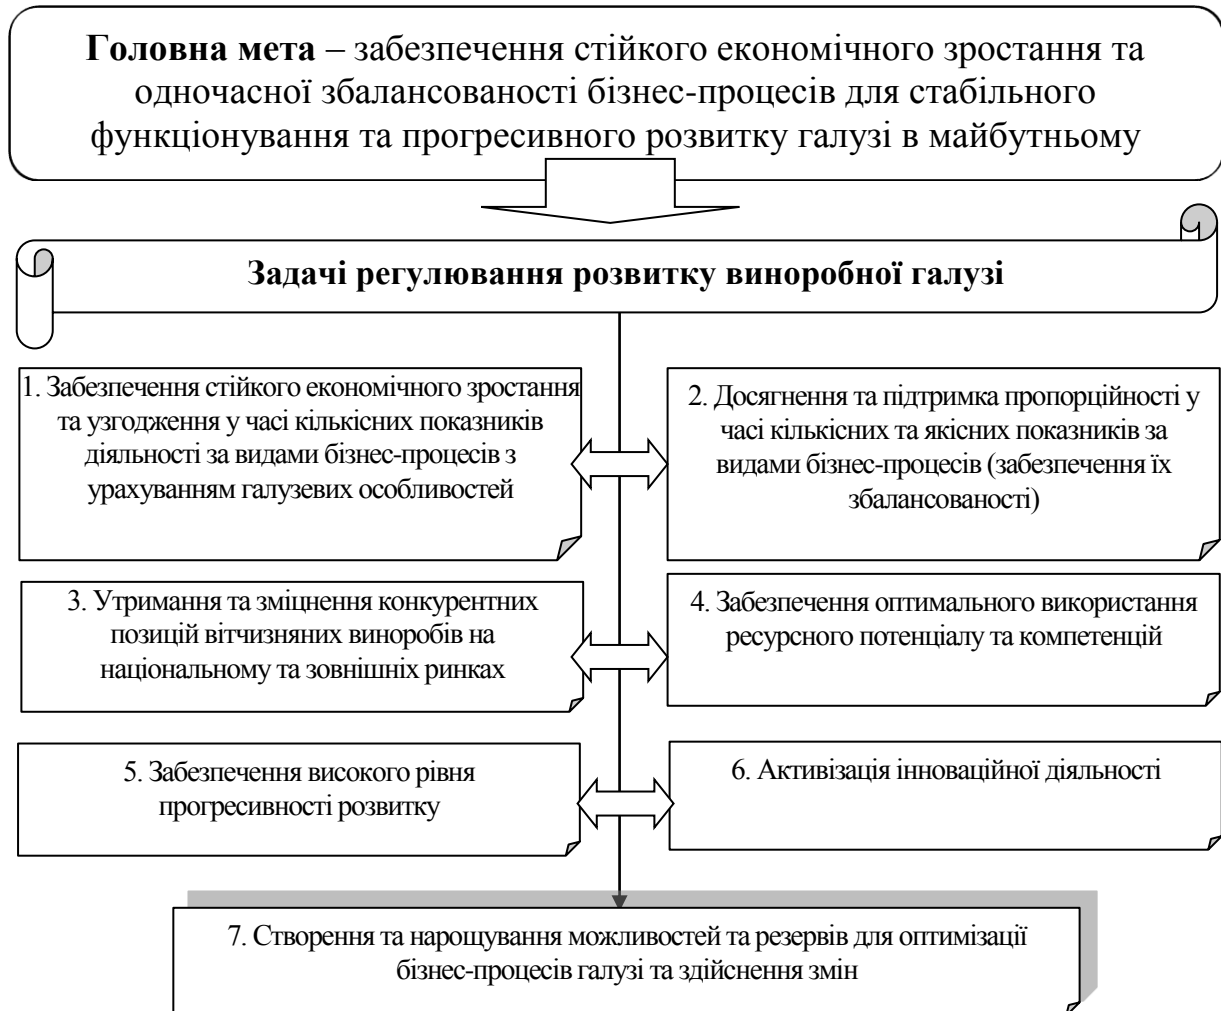 Головна мета – забезпечення стійкого економічного зростання та
одночасної збалансованості бізнес-процесів для стабільного
функціонування та прогресивного розвитку галузі в майбутньому
Задачі регулювання розвитку виноробної галузі
1. Забезпечення стійкого економічного зростання
та узгодження у часі кількісних показників
діяльності за видами бізнес-процесів з
урахуванням галузевих особливостей
2. Досягнення та підтримка пропорційності у
часі кількісних та якісних показників за
видами бізнес-процесів (забезпечення їх
збалансованості)
3. Утримання та зміцнення конкурентних
позицій вітчизняних виноробів на
національному та зовнішніх ринках
4. Забезпечення оптимального використання
ресурсного потенціалу та компетенцій
5. Забезпечення високого рівня
прогресивності розвитку
6. Активізація інноваційної діяльності
7. Створення та нарощування можливостей та резервів для оптимізації
бізнес-процесів галузі та здійснення змін